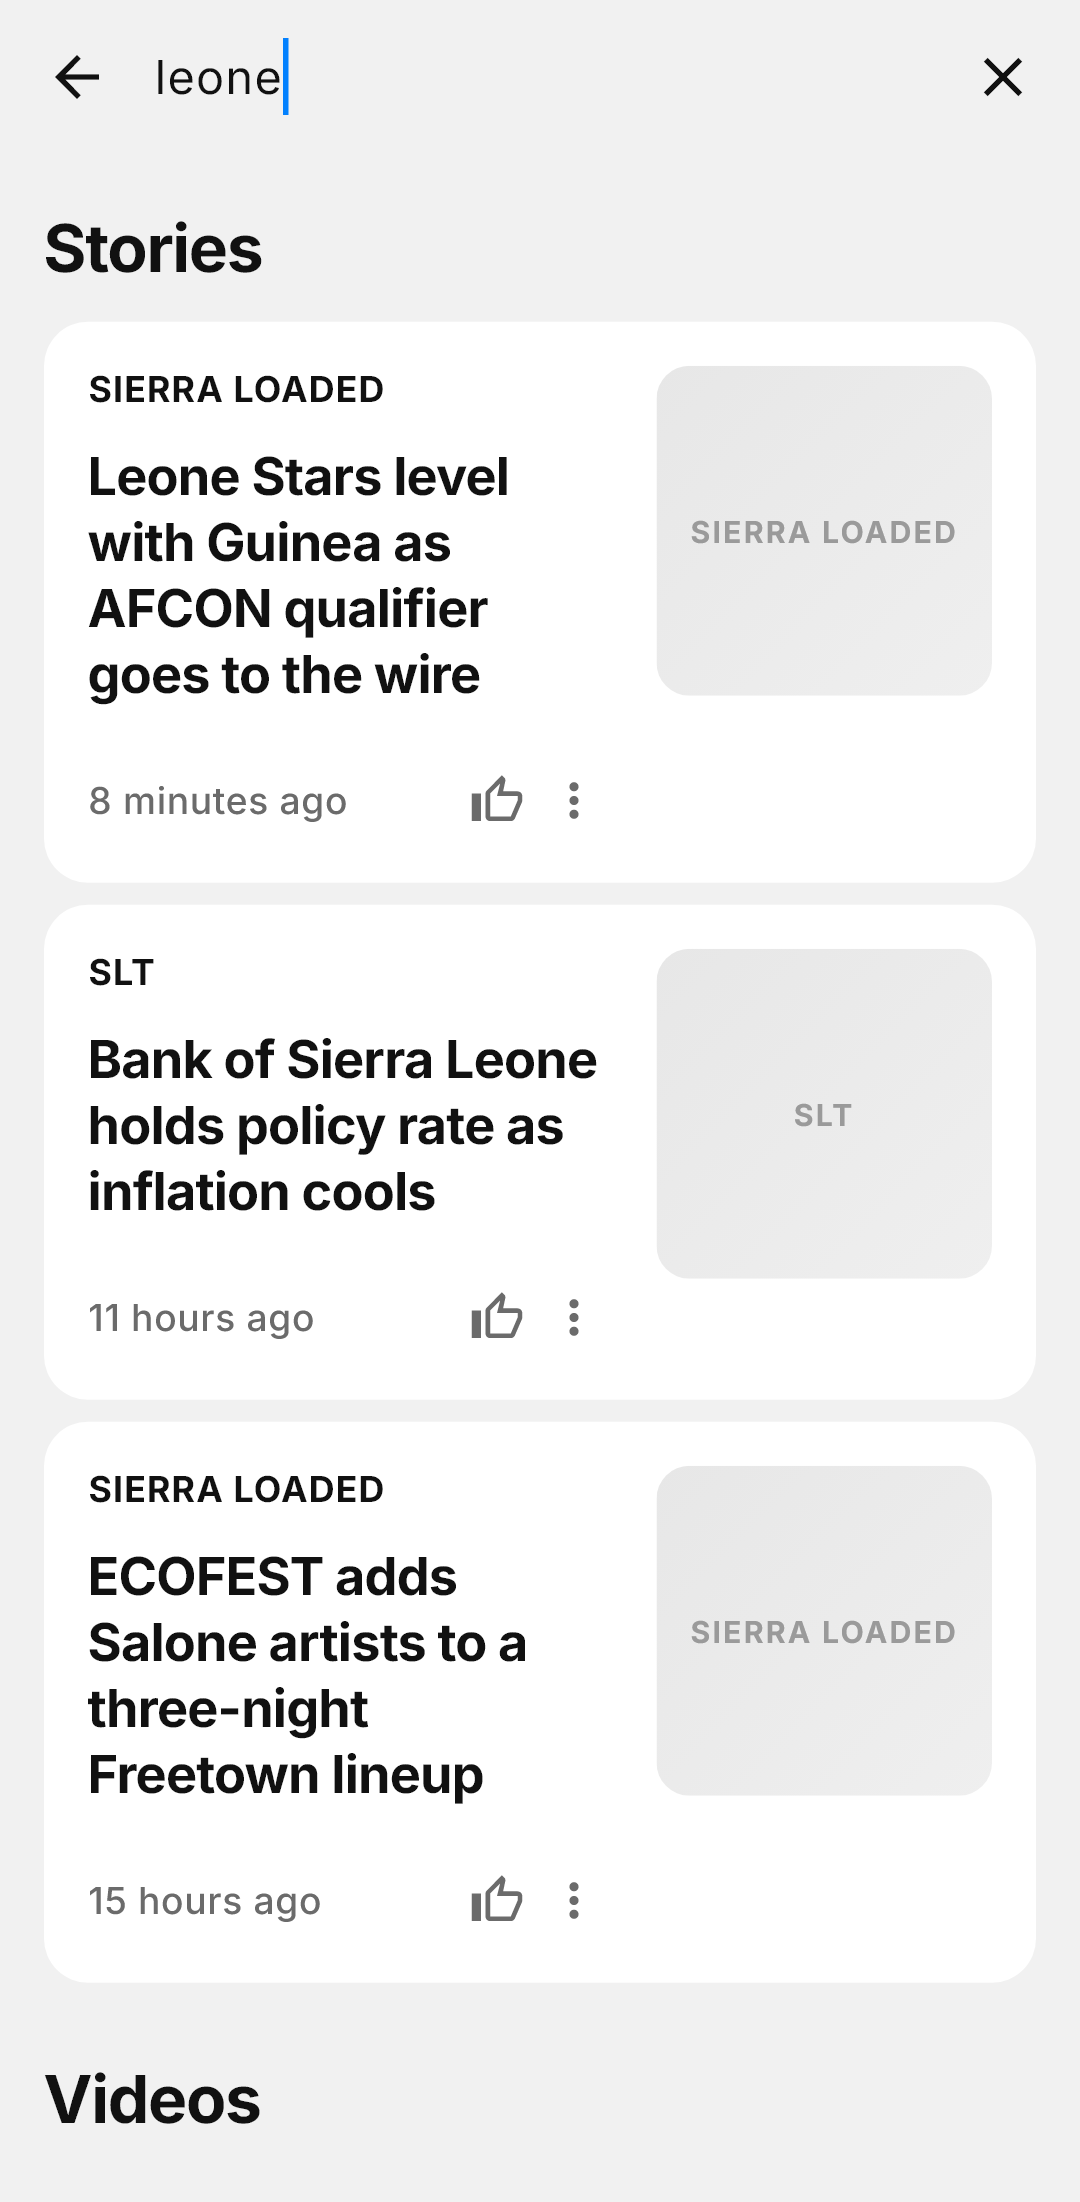 leone
Stories
SIERRA LOADED
Leone Stars level
with Guinea as
AFCON qualifier
goes to the wire
SIERRA LOADED
8 minutes ago
SLT
Bank of Sierra Leone
holds policy rate as
inflation cools
SLT
11 hours ago
SIERRA LOADED
ECOFEST adds
Salone artists to a
three-night
Freetown lineup
SIERRA LOADED
15 hours ago
Videos